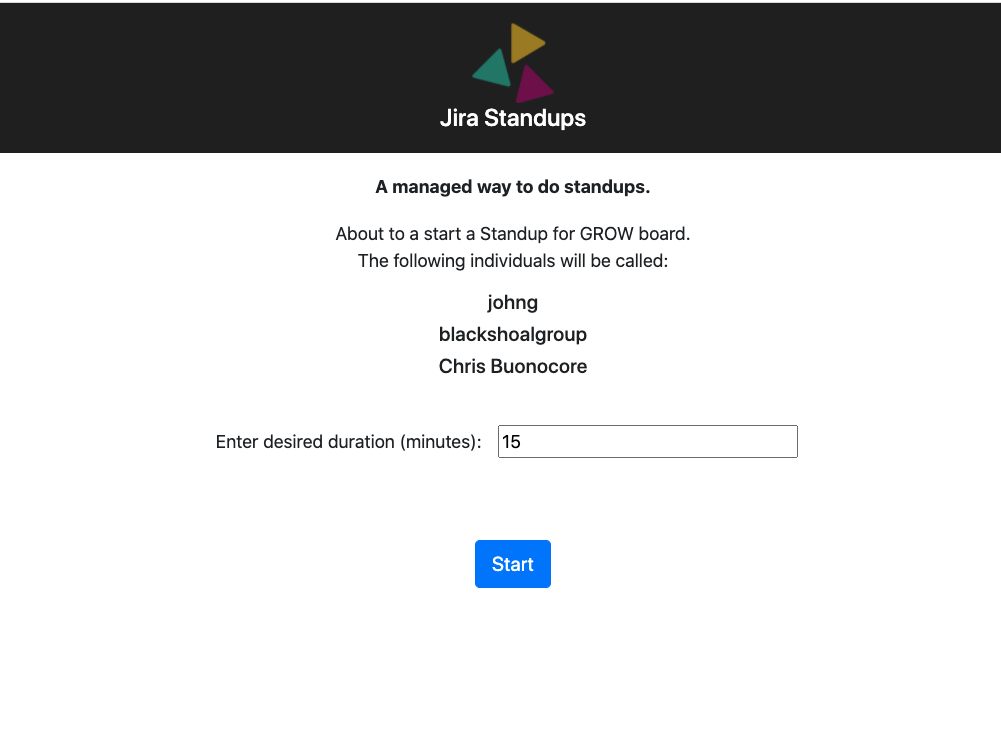 Jira Standups
A managed way to do standups.
About to a start a Standup for GROW board.
The following individuals will be called:
johng
blackshoalgroup
Chris Buonocore
Enter desired duration (minutes): 15
Start